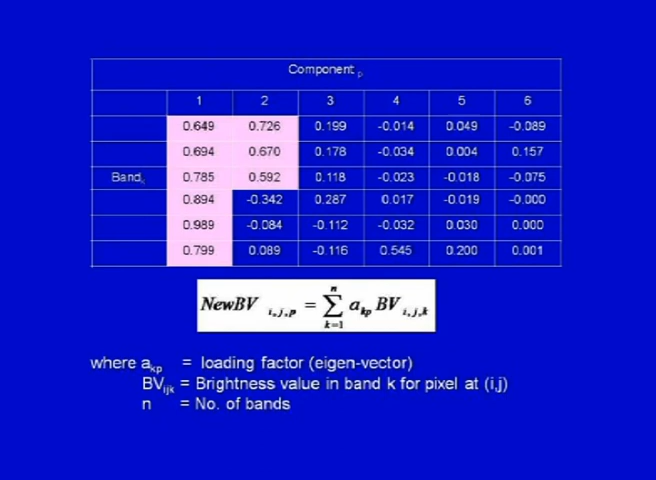 Component p
1 2 3 4 5 6
0.649 0.726 0.199 -0.014 0.049 -0.089
0.694 0.670 0.178 -0.034 0.004 0.157
Band k 0.785 0.592 0.118 -0.023 -0.018 -0.075
0.894 -0.342 0.287 0.017 -0.019 -0.000
0.989 -0.084 -0.112 -0.032 0.030 0.000
0.799 0.089 -0.116 0.545 0.200 0.001
NewBV i,j,p = n ∑ k=1 a kp BV i,j,k
where a kp = loading factor (eigen-vector)
BV ijk = Brightness value in band k for pixel at (i,j)
n = No. of bands